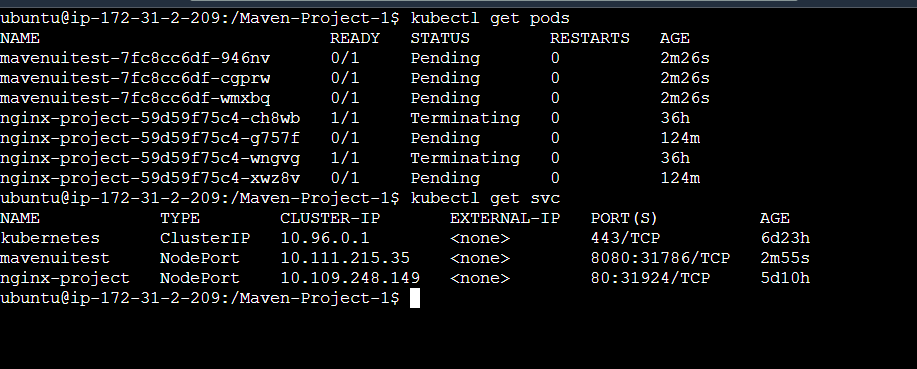 ubuntu@ip-172-31-2-209:/Maven-Project-1$ kubectl get pods
NAME                             READY   STATUS        RESTARTS   AGE
mavenuitest-7fc8cc6df-946nv      0/1     Pending       0          2m26s
mavenuitest-7fc8cc6df-cgprw      0/1     Pending       0          2m26s
mavenuitest-7fc8cc6df-wmxbq      0/1     Pending       0          2m26s
nginx-project-59d59f75c4-ch8wb   1/1     Terminating   0          36h
nginx-project-59d59f75c4-g757f   0/1     Pending       0          124m
nginx-project-59d59f75c4-wngvg   1/1     Terminating   0          36h
nginx-project-59d59f75c4-xwz8v   0/1     Pending       0          124m
ubuntu@ip-172-31-2-209:/Maven-Project-1$ kubectl get svc
NAME            TYPE        CLUSTER-IP       EXTERNAL-IP   PORT(S)          AGE
kubernetes      ClusterIP   10.96.0.1        <none>        443/TCP          6d23h
mavenuitest     NodePort    10.111.215.35    <none>        8080:31786/TCP   2m55s
nginx-project   NodePort    10.109.248.149   <none>        80:31924/TCP     5d10h
ubuntu@ip-172-31-2-209:/Maven-Project-1$